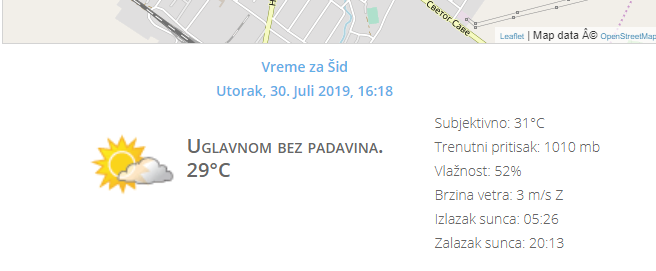 Светог Саве
Leaflet | Map data Â© OpenStreetMap
Vreme za Šid
Utorak, 30. Juli 2019, 16:18
Uglavnom bez padavina.
29°C
Subjektivno: 31°C
Trenutni pritisak: 1010 mb
Vlažnost: 52%
Brzina vetra: 3 m/s Z
Izlazak sunca: 05:26
Zalazak sunca: 20:13